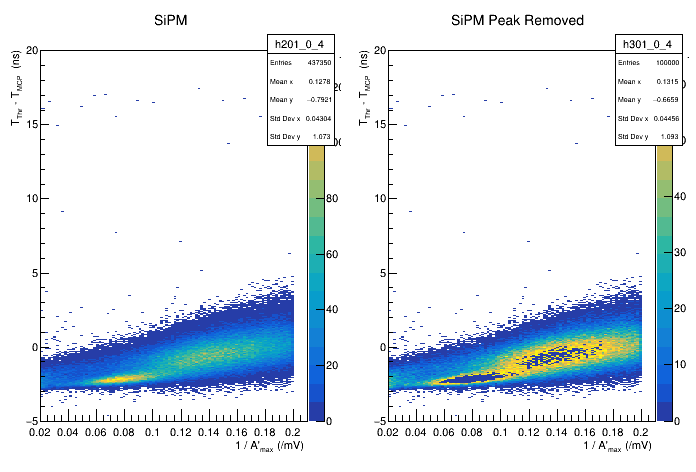 SiPM
h201_0_4
Entries 437350
Mean x 0.1278
Mean y −0.7921
Std Dev x 0.04304
Std Dev y 1.073
T_Thr - T_MCP (ns)
20
15
10
5
0
−5
0.02 0.04 0.06 0.08 0.1 0.12 0.14 0.16 0.18 0.2
1 / A'_max (/mV)
80
60
40
20
0
SiPM Peak Removed
h301_0_4
Entries 100000
Mean x 0.1315
Mean y −0.6659
Std Dev x 0.04456
Std Dev y 1.093
T_Thr - T_MCP (ns)
20
15
10
5
0
−5
0.02 0.04 0.06 0.08 0.1 0.12 0.14 0.16 0.18 0.2
1 / A'_max (/mV)
40
30
20
10
0